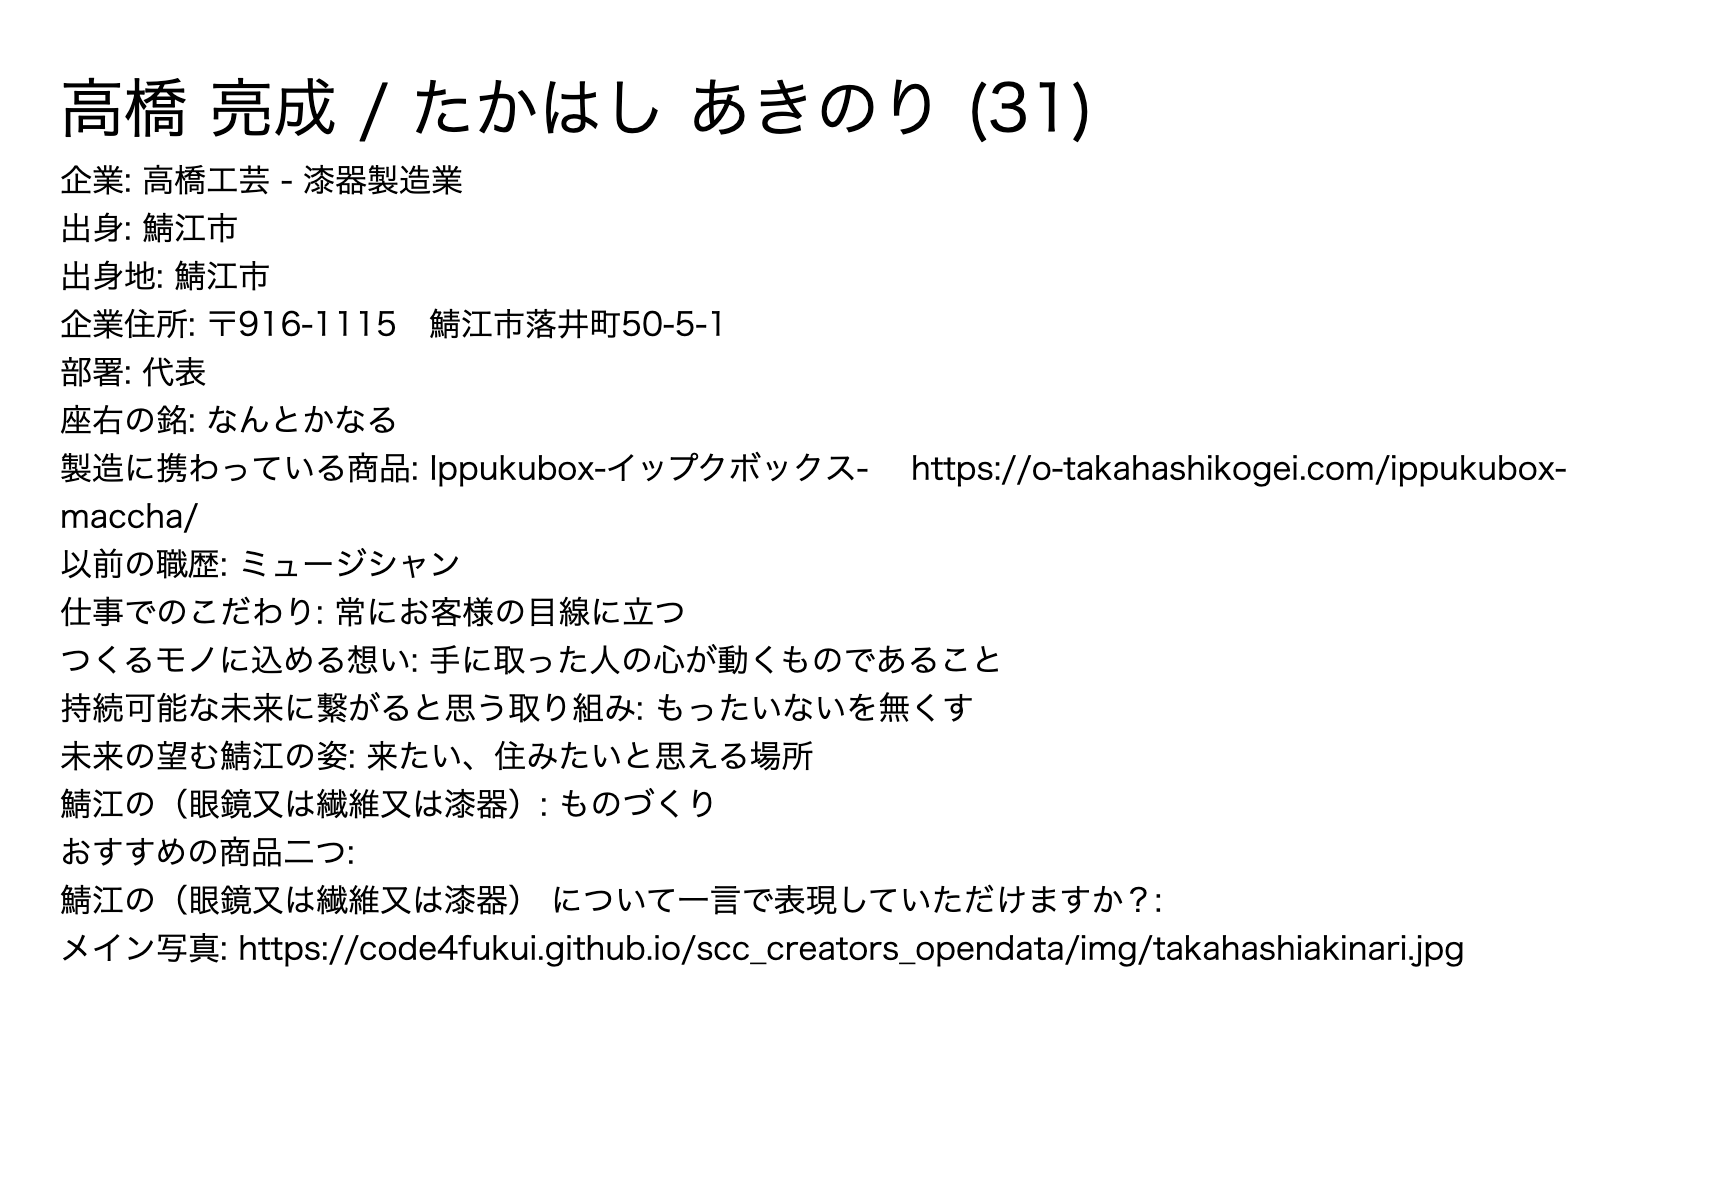 高橋 亮成 / たかはし あきのり (31)
企業: 高橋工芸 - 漆器製造業
出身: 鯖江市
出身地: 鯖江市
企業住所: 〒916-1115　鯖江市落井町50-5-1
部署: 代表
座右の銘: なんとかなる
製造に携わっている商品: Ippukubox-イップクボックス-　 https://o-takahashikogei.com/ippukubox-
maccha/
以前の職歴: ミュージシャン
仕事でのこだわり: 常にお客様の目線に立つ
つくるモノに込める想い: 手に取った人の心が動くものであること
持続可能な未来に繋がると思う取り組み: もったいないを無くす
未来の望む鯖江の姿: 来たい、住みたいと思える場所
鯖江の（眼鏡又は繊維又は漆器）: ものづくり
おすすめの商品二つ:
鯖江の（眼鏡又は繊維又は漆器） について一言で表現していただけますか？:
メイン写真: https://code4fukui.github.io/scc_creators_opendata/img/takahashiakinari.jpg